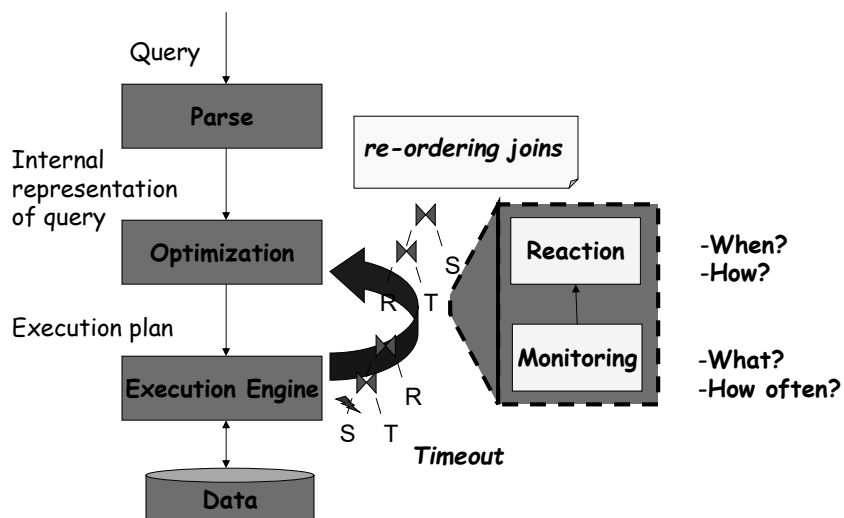 Query
Parse
Internal
representation
of query
Optimization
Execution plan
Execution Engine
Data
re-ordering joins
S
R T
R
S T
Timeout
Reaction
Monitoring
-When?
-How?
-What?
-How often?